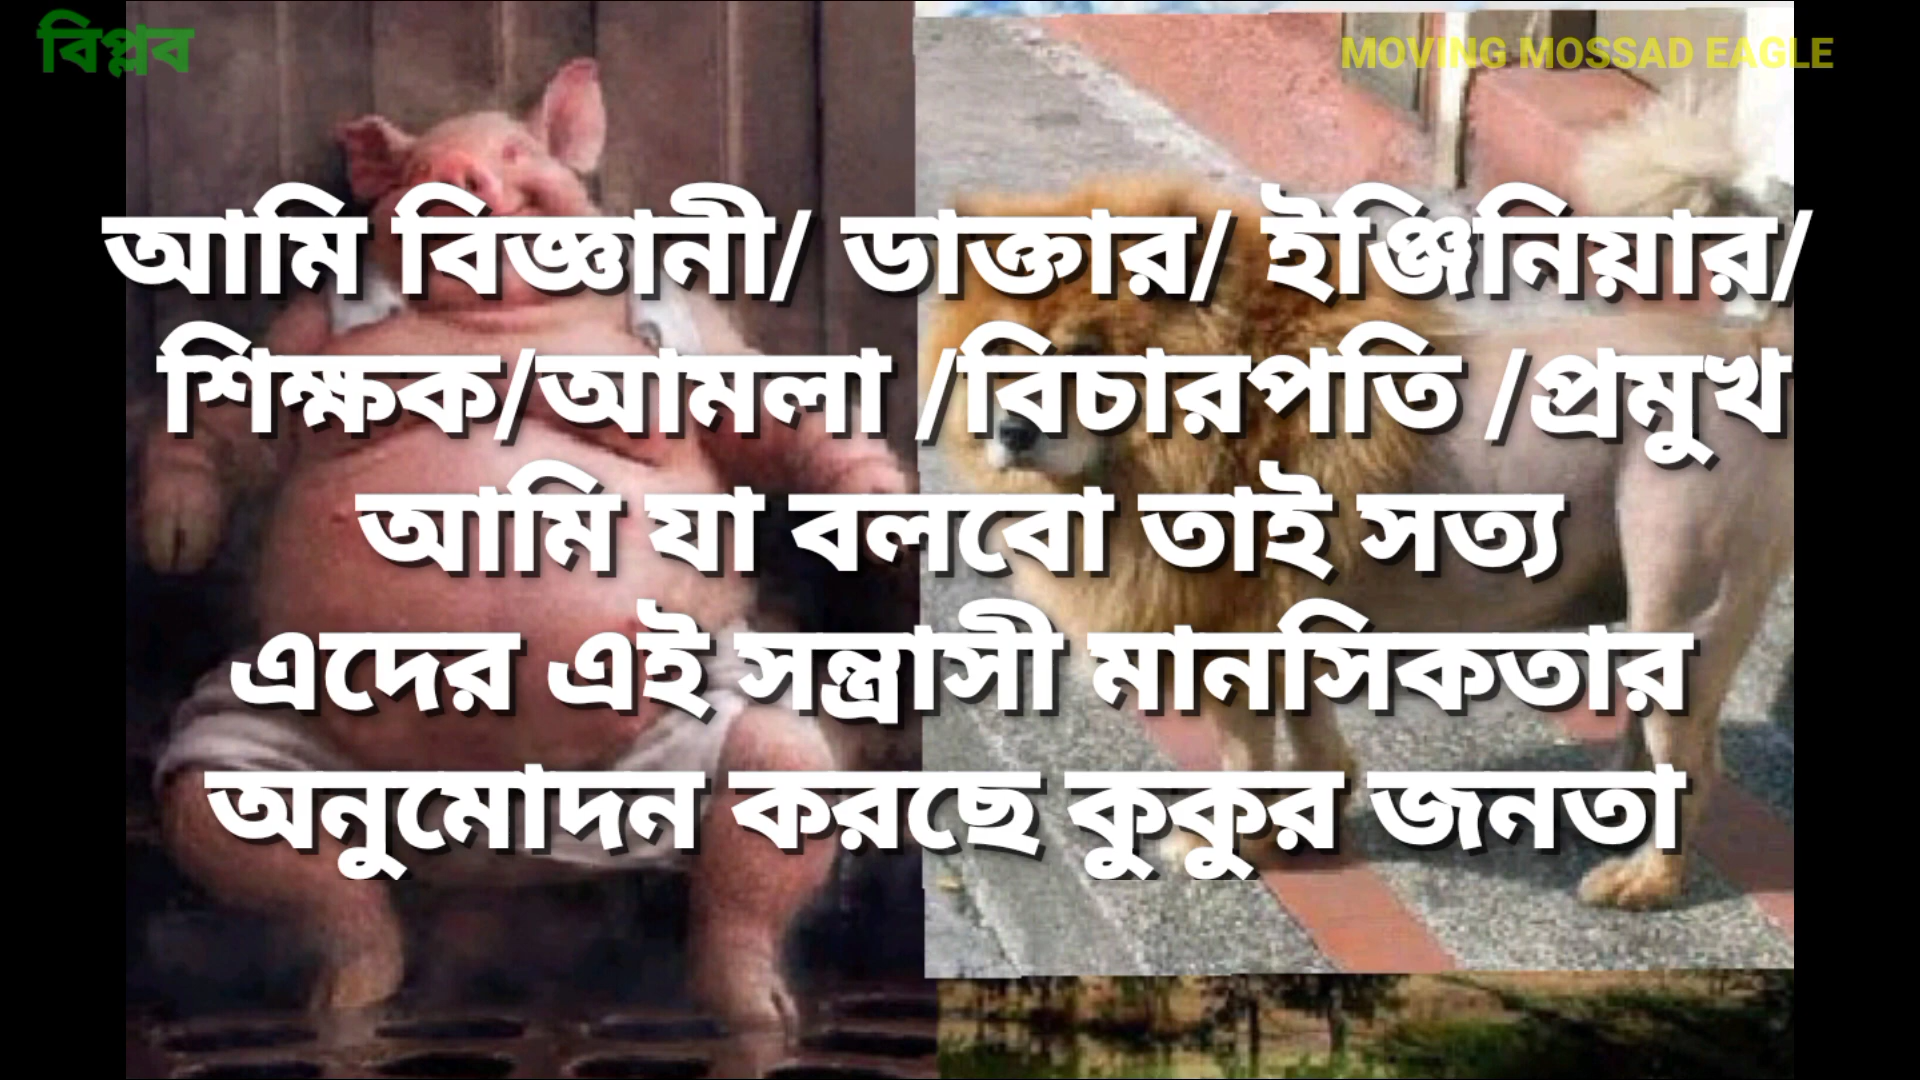 বিপ্লব
MOVING MOSSAD EAGLE
আমি বিজ্ঞানী/ ডাক্তার/ ইঞ্জিনিয়ার/
শিক্ষক/আমলা /বিচারপতি /প্রমুখ
আমি যা বলবো তাই সত্য
এদের এই সন্ত্রাসী মানসিকতার
অনুমোদন করছে কুকুর জনতা